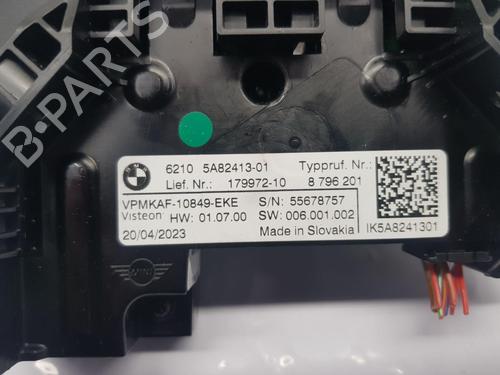 6210 5A82413-01 Typpruf. Nr.:
Lief. Nr.: 179972-10 8 796 201
VPMKAF-10849-EKE S/N: 55678757
Visteon HW: 01.07.00 SW: 006.001.002
20/04/2023 Made in Slovakia IK5A8241301
MINI
B-PARTS